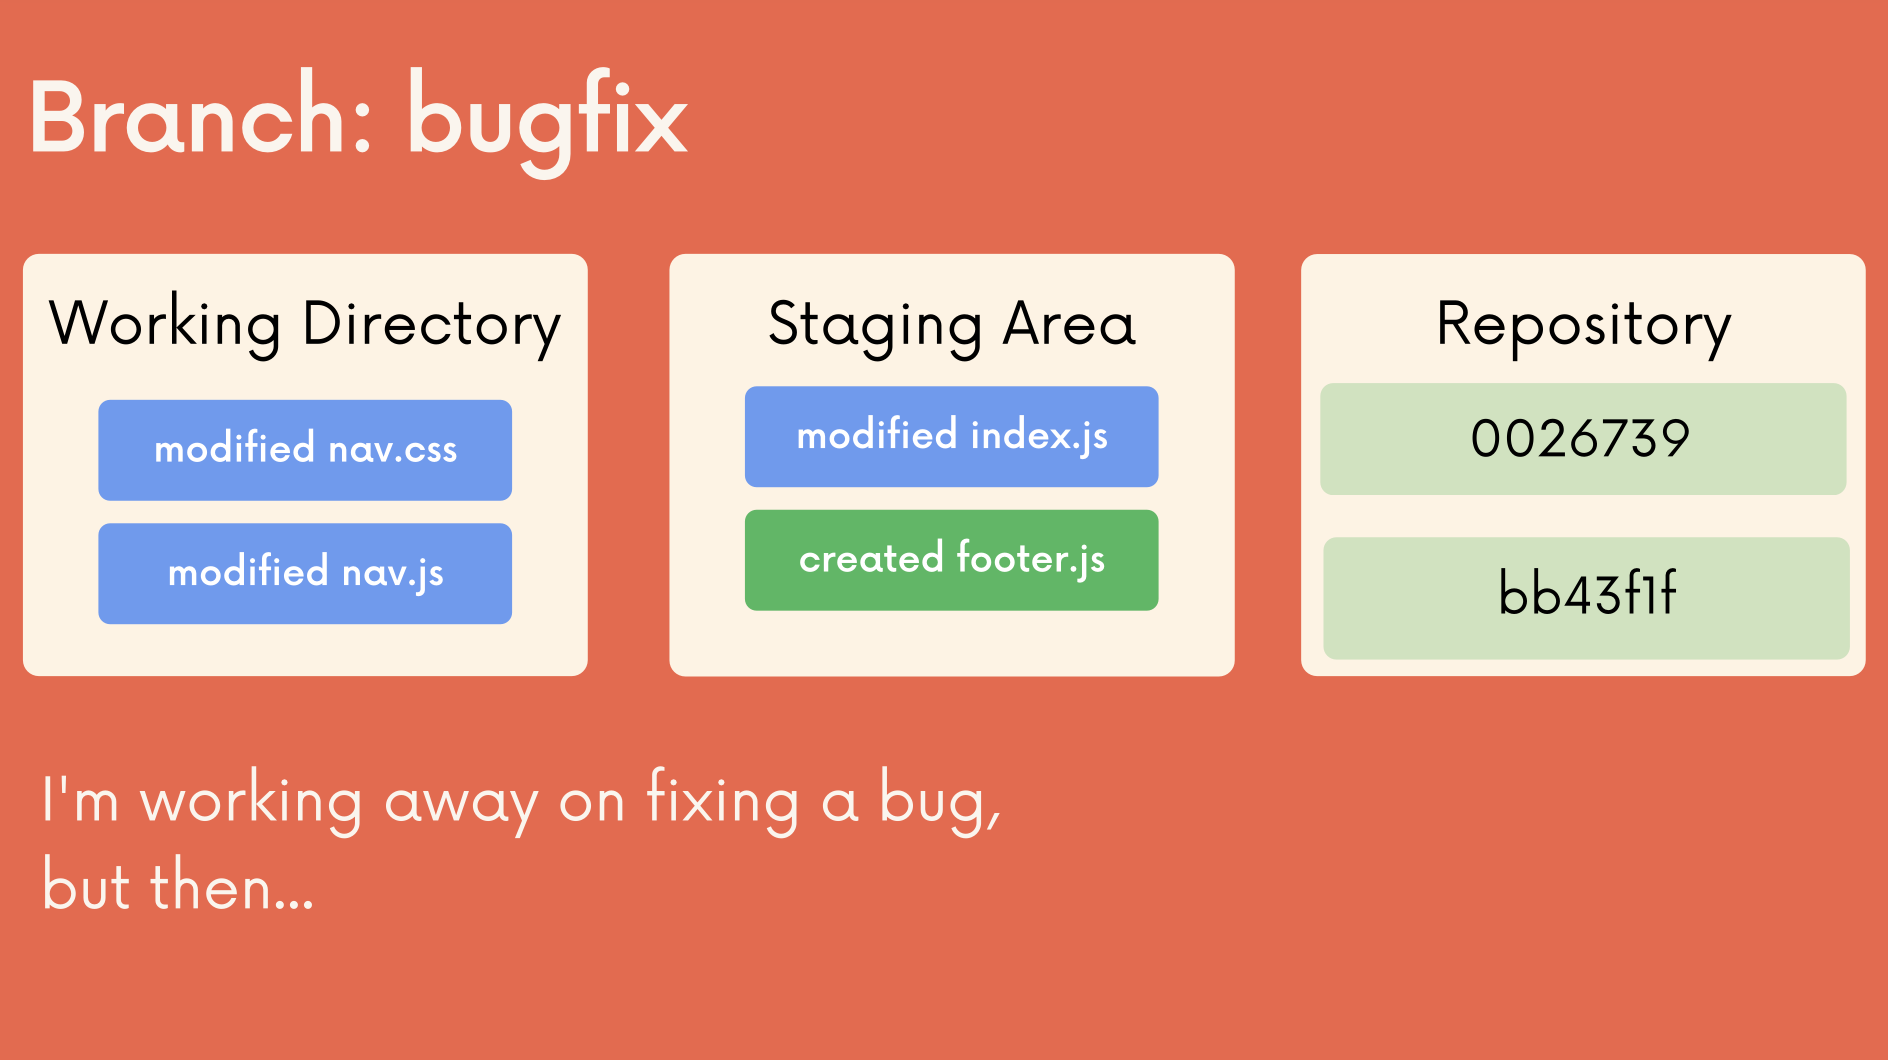 Branch: bugfix
Working Directory
modified nav.css
modified nav.js
Staging Area
modified index.js
created footer.js
Repository
0026739
bb43f1f
I'm working away on fixing a bug,
but then...